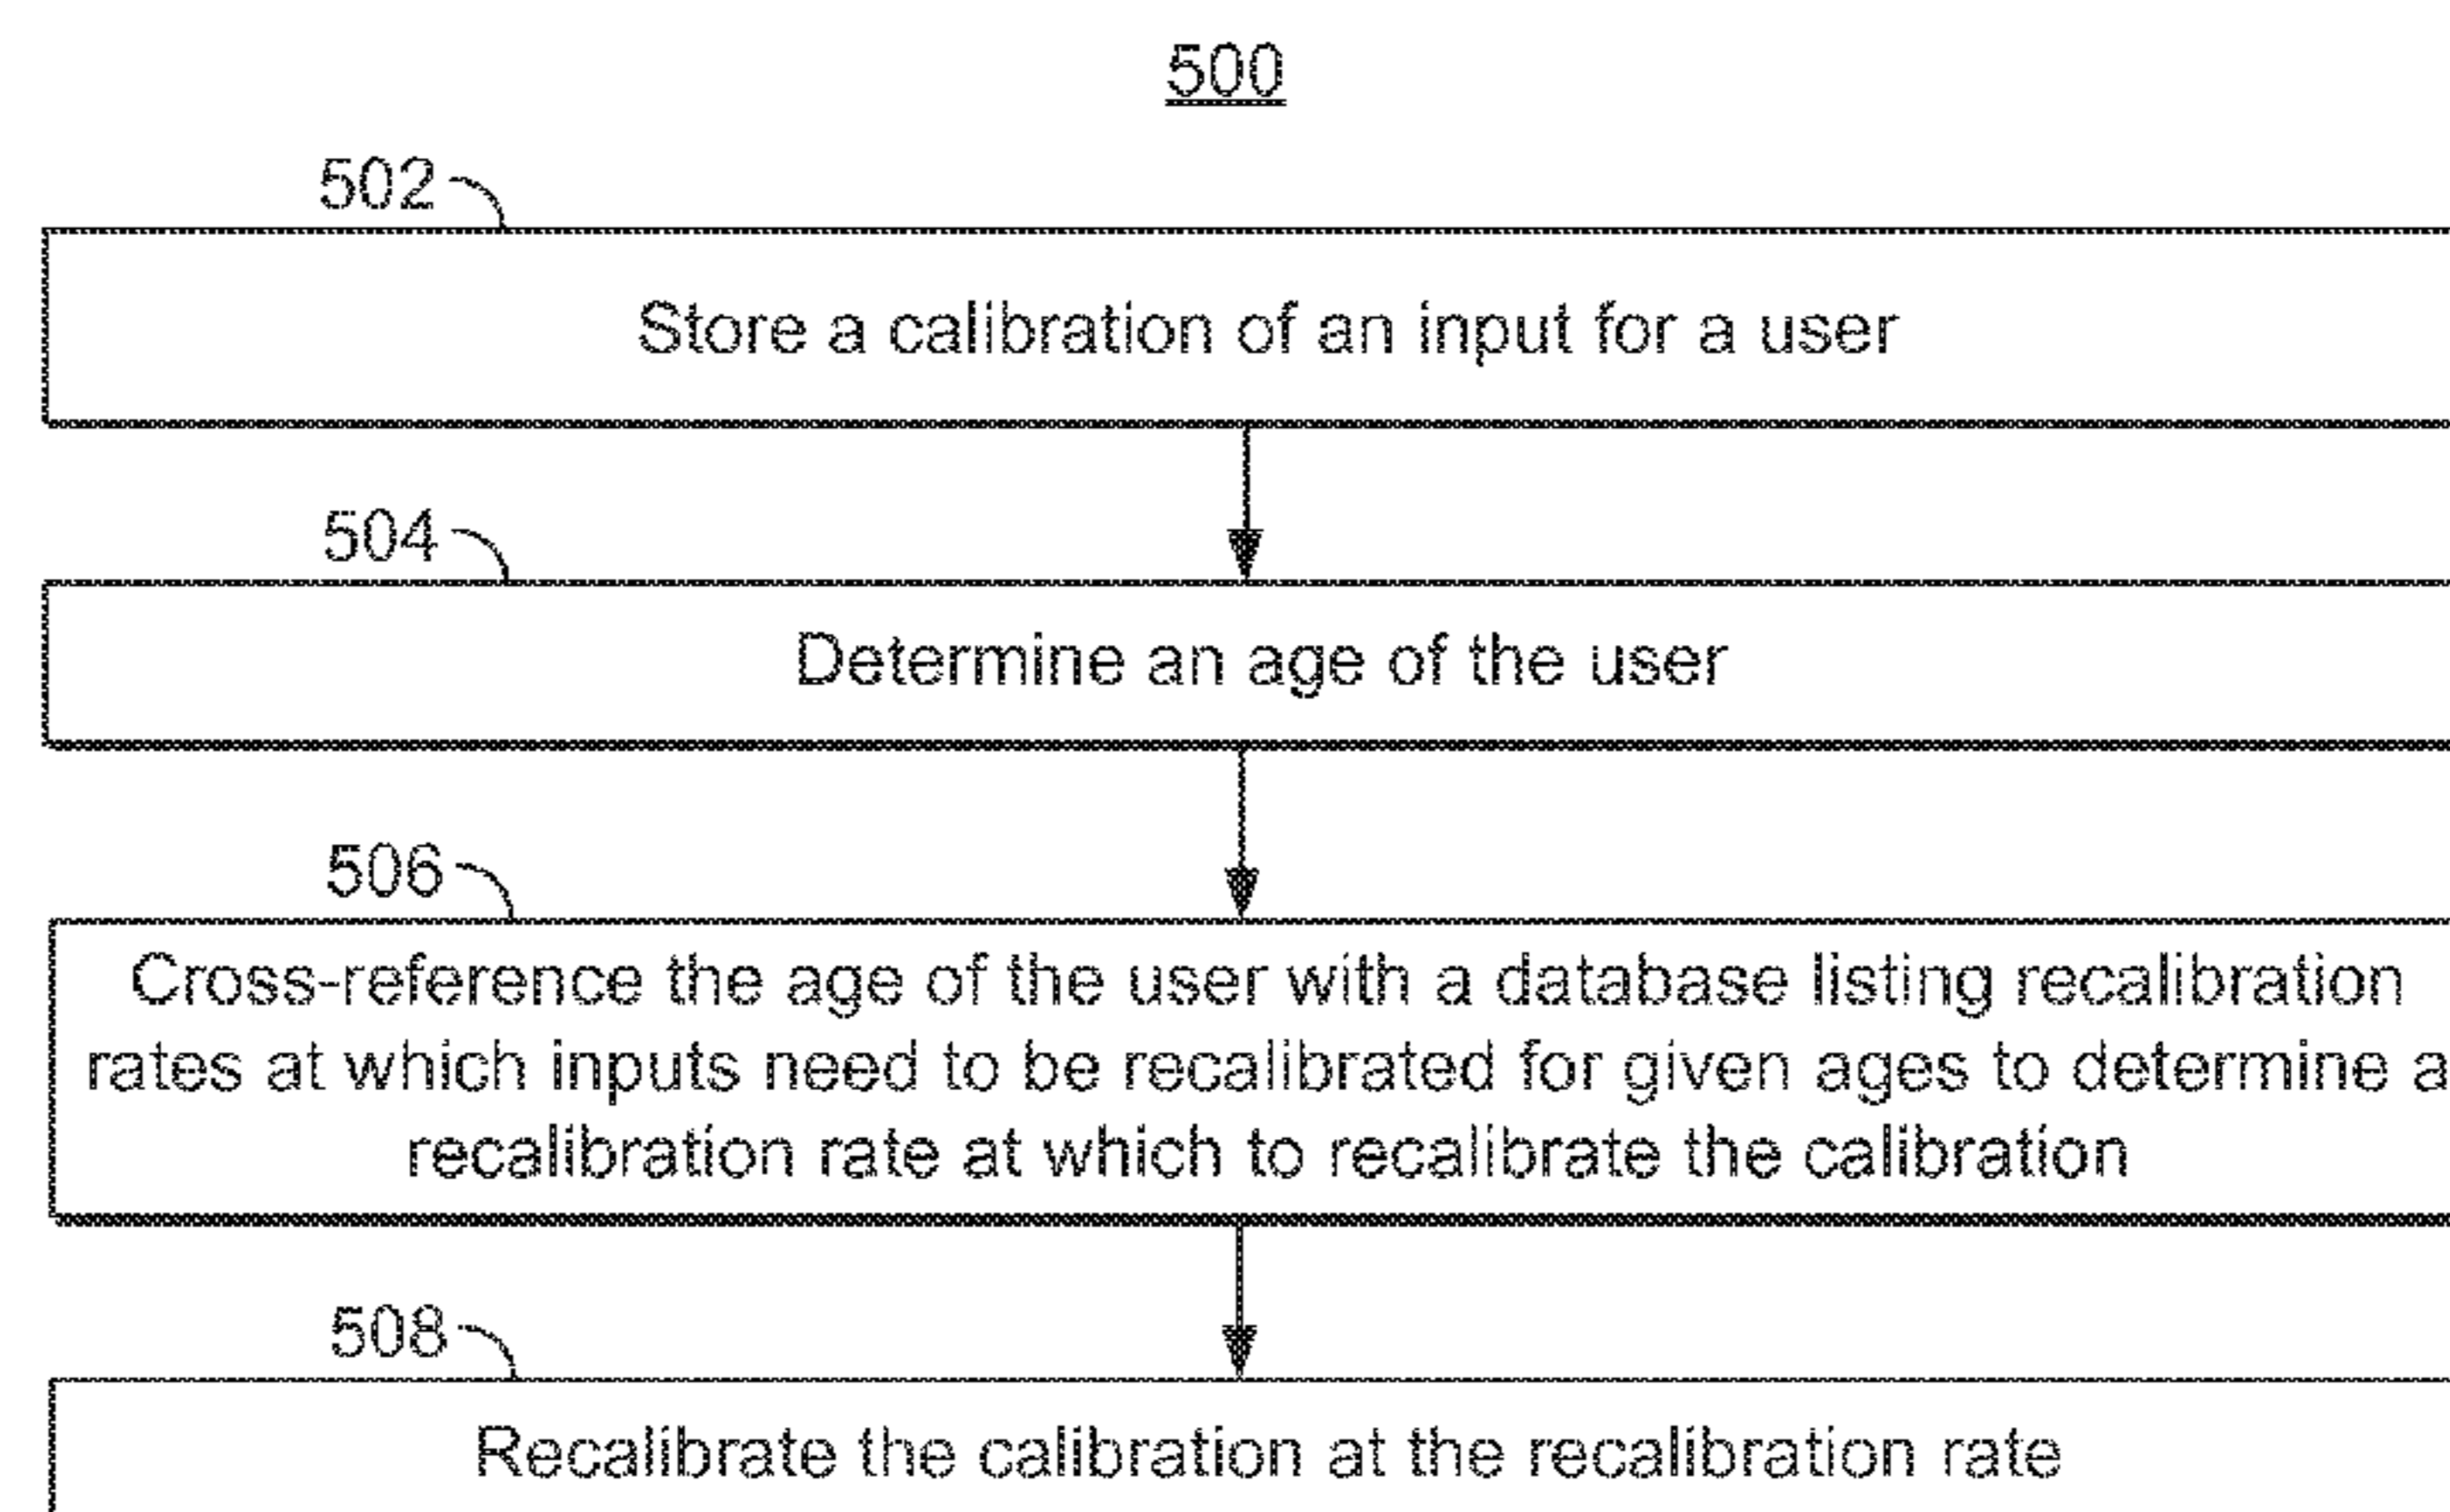 500
502
Store a calibration of an input for a user
504
Determine an age of the user
506
Cross-reference the age of the user with a database listing recalibration
rates at which inputs need to be recalibrated for given ages to determine a
recalibration rate at which to recalibrate the calibration
508
Recalibrate the calibration at the recalibration rate